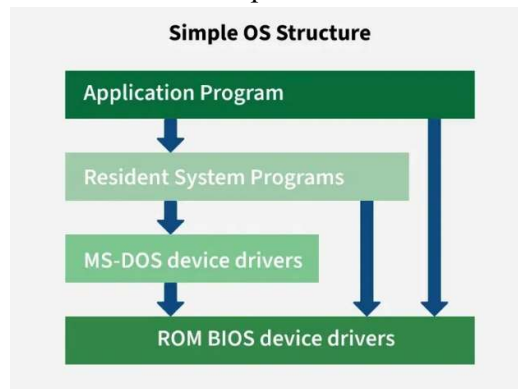 Simple OS Structure
Application Program
Resident System Programs
MS-DOS device drivers
ROM BIOS device drivers